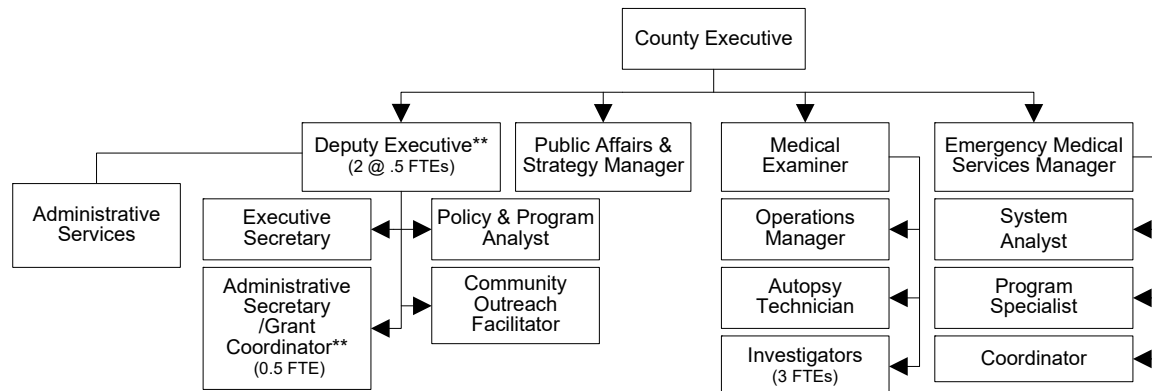 County Executive
Deputy Executive**
(2 @ .5 FTEs)
Public Affairs &
Strategy Manager
Medical
Examiner
Emergency Medical
Services Manager
Administrative
Services
Executive
Secretary
Policy & Program
Analyst
Operations
Manager
System
Analyst
Administrative
Secretary
/Grant
Coordinator**
(0.5 FTE)
Community
Outreach
Facilitator
Autopsy
Technician
Program
Specialist
Investigators
(3 FTEs)
Coordinator